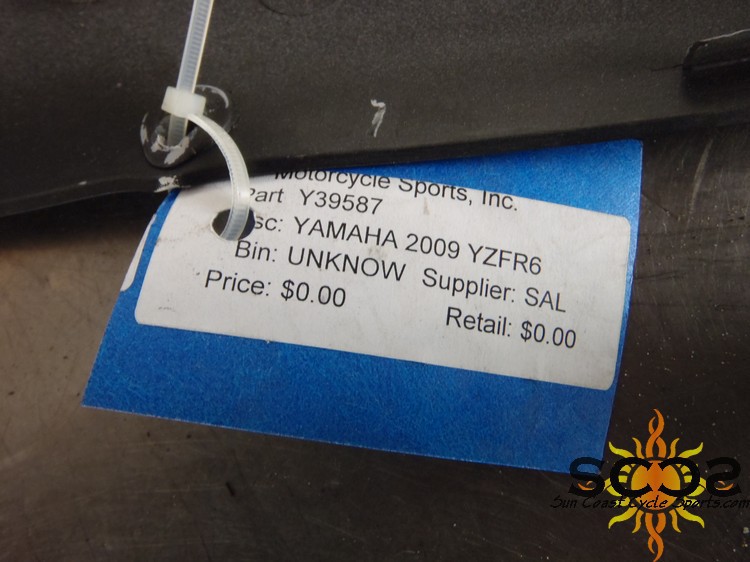 Motorcycle Sports, Inc.
Part Y39587
sc: YAMAHA 2009 YZFR6
Bin: UNKNOW Supplier: SAL
Price: $0.00 Retail: $0.00
SCCS
Sun Coast Cycle Sports.com